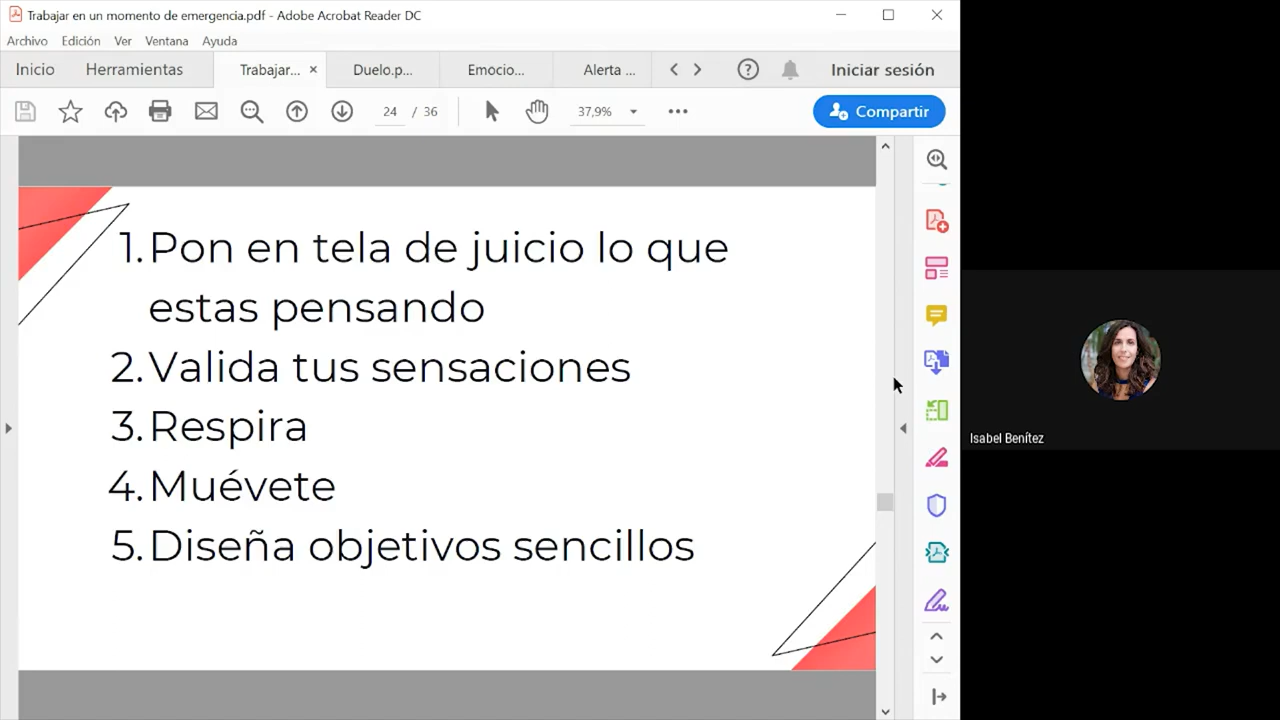 Trabajar en un momento de emergencia.pdf - Adobe Acrobat Reader DC
Archivo Edición Ver Ventana Ayuda
Inicio Herramientas Trabajar... Duelo.p... Emocio... Alerta ... Iniciar sesión
24 / 36 37,9% Compartir
1. Pon en tela de juicio lo que
estas pensando
2. Valida tus sensaciones
3. Respira
4. Muévete
5. Diseña objetivos sencillos
Isabel Benítez